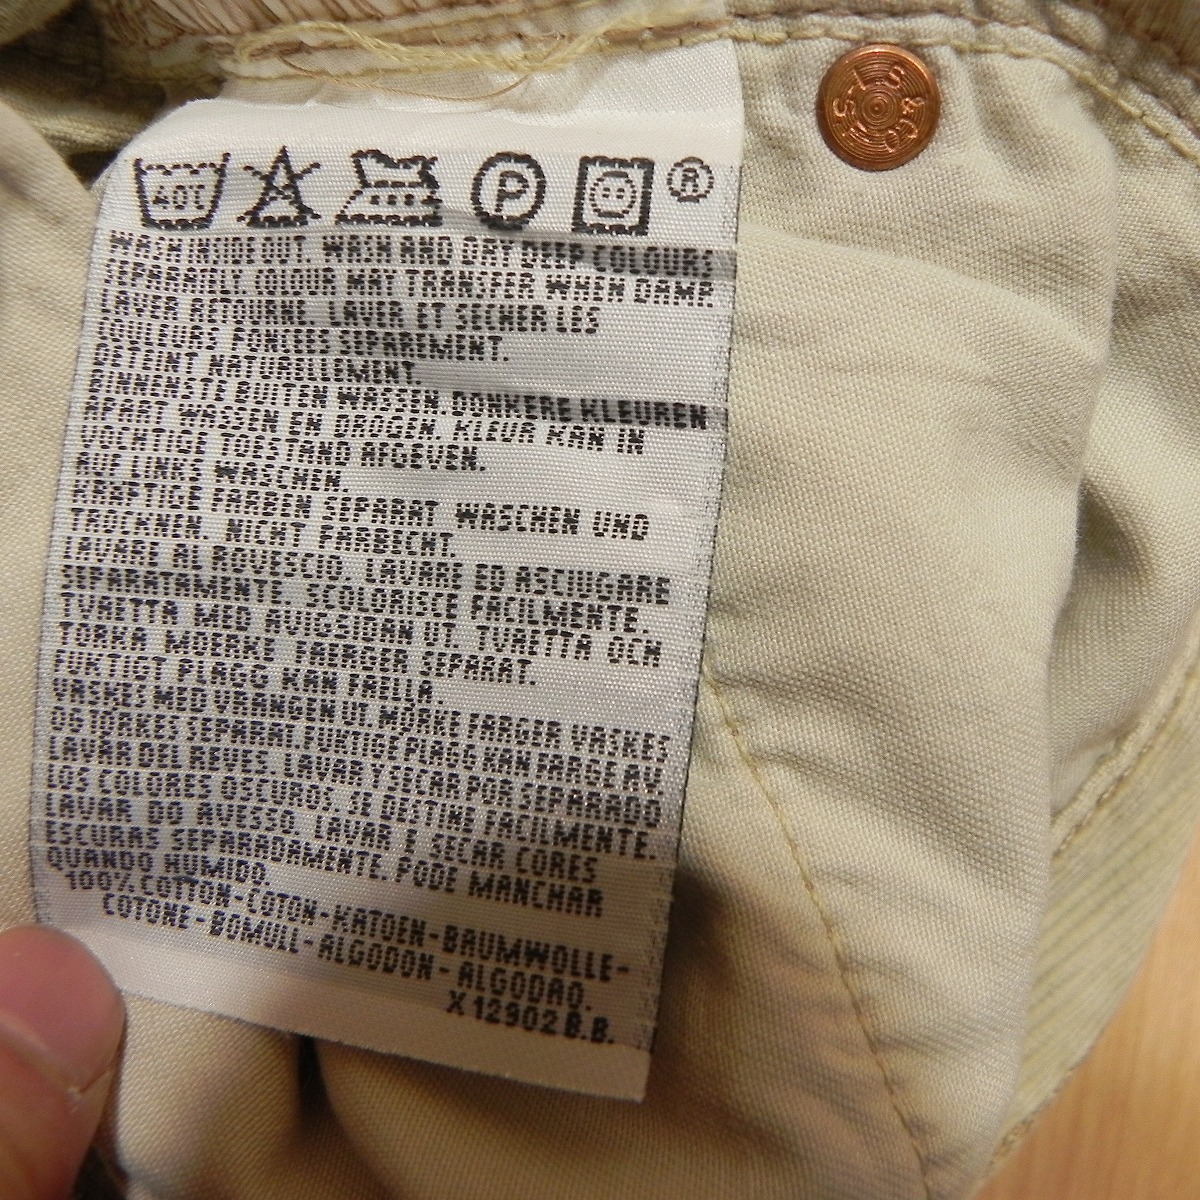 40C P ®
WASH INSIDE OUT. WASH AND DRY DEEP COLOURS
SEPARATELY. COLOUR MAY TRANSFER WHEN DAMP.
LAVER RETOURNE. LAVER ET SECHER LES
COULEURS FONCEES SEPAREMENT.
DETEINT NATURELLEMENT.
BINNENSTE BUITEN WASSEN. DONKERE KLEUREN
APART WASSEN EN DROGEN. KLEUR KAN IN
VOCHTIGE TOESTAND AFGEVEN.
AUF LINKS WASCHEN.
KRAFTIGE FARBEN SEPARAT WASCHEN UND
TROCKNEN. NICHT FARBECHT.
LAVARE AL ROVESCIO. LAVARE ED ASCIUGARE
SEPARATAMENTE. SCOLORISCE FACILMENTE.
TVAETTA MED AVIGSIDAN UT. TVAETTA OCH
TORKA MOERKE FAERGER SEPARAT.
FUKTIGT PLAGG KAN FAELLA.
VASKES MED VRANGEN UT. MORKE FARGER VASKES
OG TORKES SEPARAT. FUKTIGE PLAGG KAN FARGE AV
LAVAR DEL REVES. LAVAR Y SECAR POR SEPARADO
LOS COLORES OSCUROS. SE DESTINE FACILMENTE.
LAVAR DO AVESSO. LAVAR E SECAR CORES
ESCURAS SEPARADAMENTE. PODE MANCHAR
QUANDO HUMIDO.
100% COTTON-COTON-KATOEN-BAUMWOLLE-
COTONE-BOMULL-ALGODON-ALGODAO.
X 12902 B.B.
L S & CO